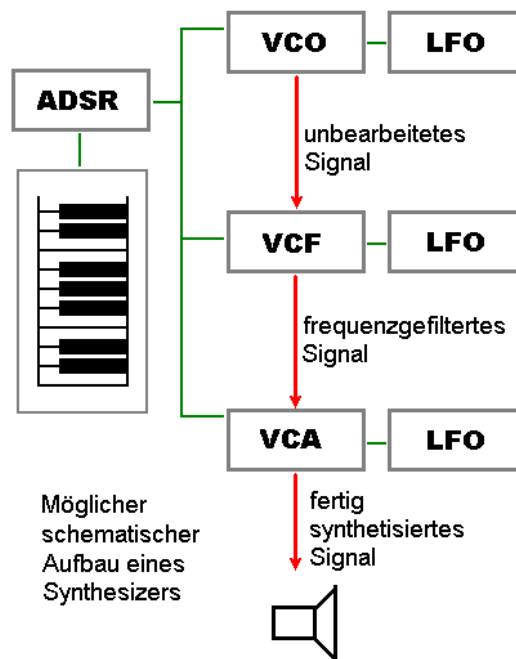 VCO
LFO
ADSR
unbearbeitetes
Signal
VCF
LFO
frequenzgefiltertes
Signal
VCA
LFO
Möglicher
schematischer
Aufbau eines
Synthesizers
fertig
synthetisiertes
Signal